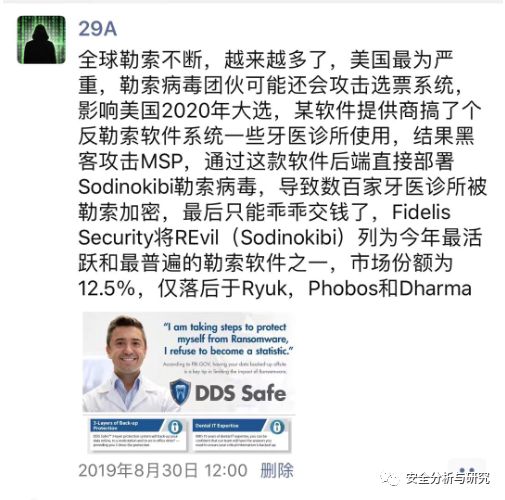 29A
全球勒索不断，越来越多了，美国最为严
重，勒索病毒团伙可能还会攻击选票系统，
影响美国2020年大选，某软件提供商搞了个
反勒索软件系统一些牙医诊所使用，结果黑
客攻击MSP，通过这款软件后端直接部署
Sodinokibi勒索病毒，导致数百家牙医诊所被
勒索加密，最后只能乖乖交钱了，Fidelis
Security将REvil（Sodinokibi）列为今年最活
跃和最普遍的勒索软件之一，市场份额为
12.5%，仅落后于Ryuk，Phobos和Dharma
"I am taking steps to protect
myself from Ransomware,
I refuse to become a statistic."
According to FBI.GOV, having your data backed up offsite
is a key tip in limiting the impact of Ransomware.
DDS Safe
3-Layers of Back-up
Protection
Dental IT Expertise
2019年8月30日 12:00 删除
安全分析与研究